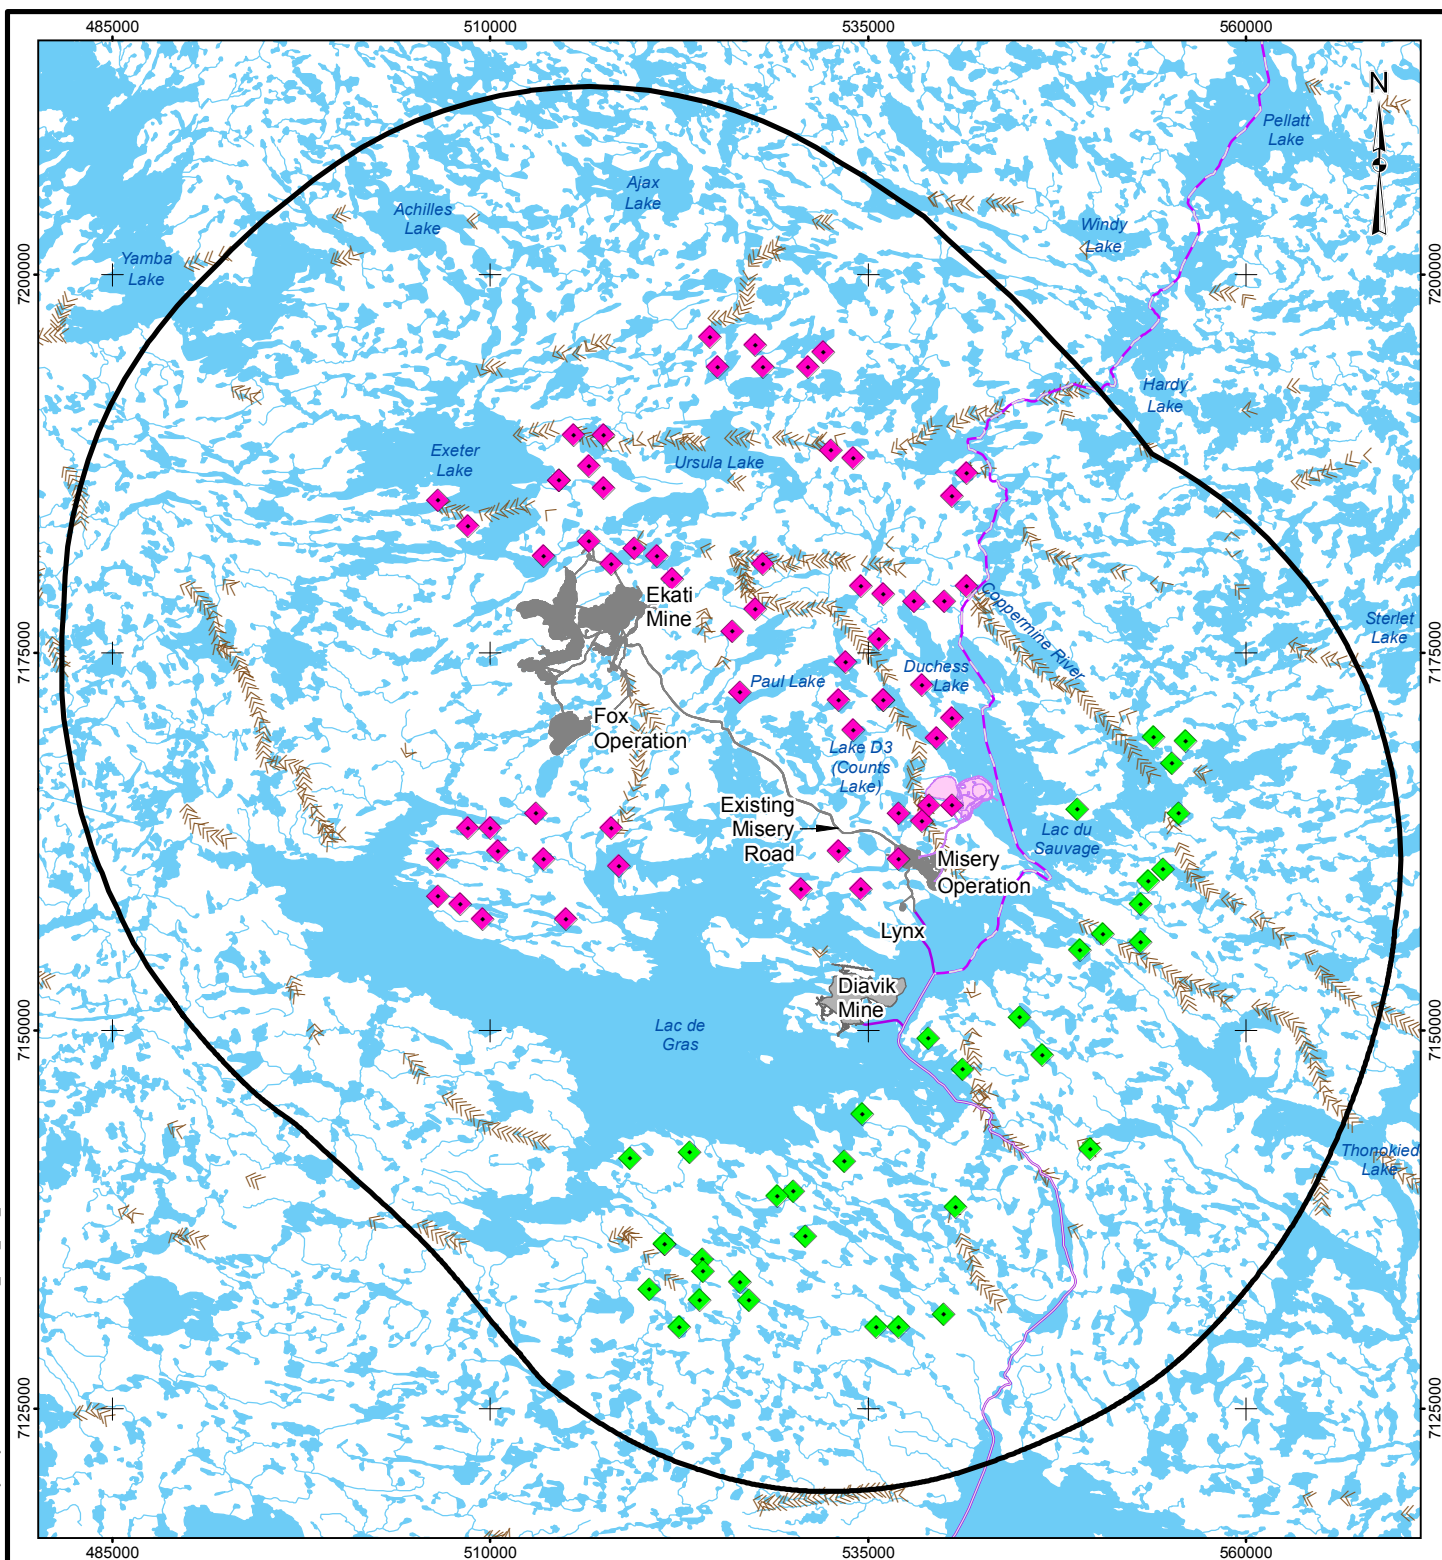 485000
510000
535000
560000
N
Pellatt
Lake
Ajax
Lake
Achilles
Lake
Windy
Lake
Yamba
Lake
7200000
7200000
Hardy
Lake
Exeter
Lake
Ursula Lake
Ekati
Mine
Coppermine River
Sterlet
Lake
7175000
7175000
Duchess
Lake
Paul Lake
Fox
Operation
Lake D3
(Counts
Lake)
Existing
Misery
Road
Lac du
Sauvage
Misery
Operation
Lynx
Diavik
Mine
Lac de
Gras
7150000
7150000
Thonokied
Lake
7125000
7125000
485000
510000
535000
560000